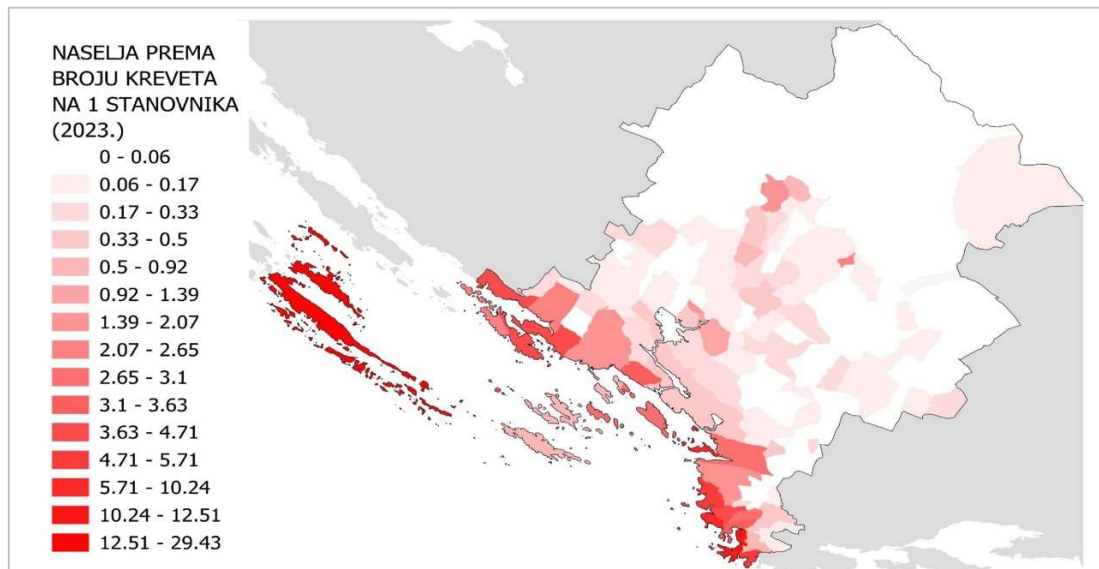 NASELJA PREMA
BROJU KREVETA
NA 1 STANOVNIKA
(2023.)
0 - 0.06
0.06 - 0.17
0.17 - 0.33
0.33 - 0.5
0.5 - 0.92
0.92 - 1.39
1.39 - 2.07
2.07 - 2.65
2.65 - 3.1
3.1 - 3.63
3.63 - 4.71
4.71 - 5.71
5.71 - 10.24
10.24 - 12.51
12.51 - 29.43